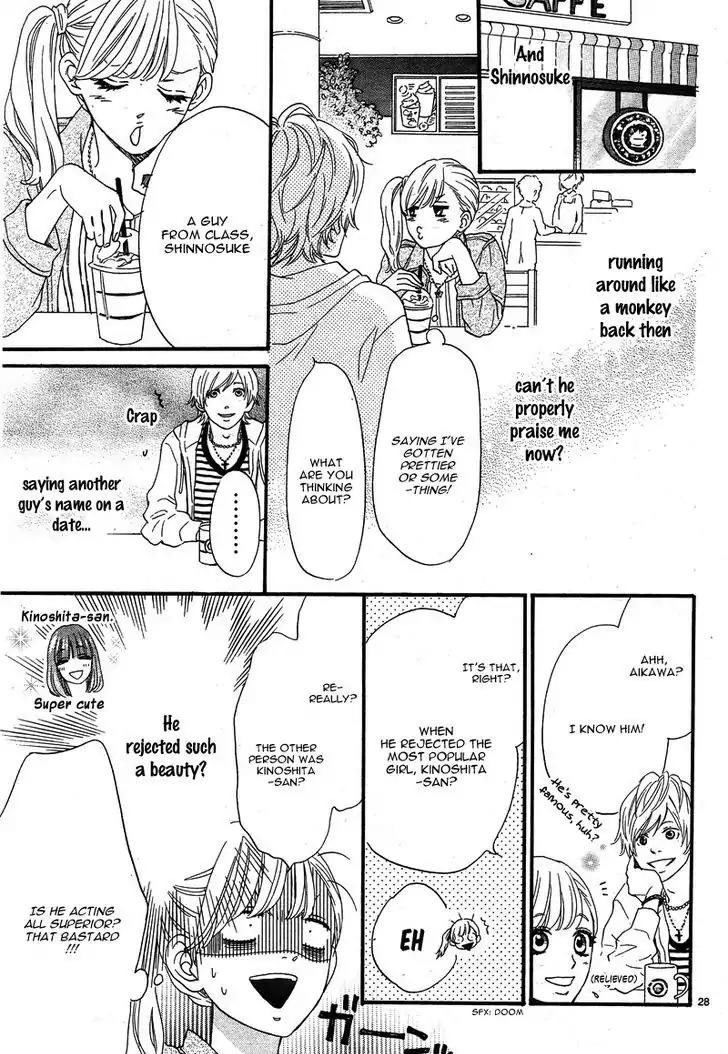 CAFFE
And
Shinnosuke
running
around like
a monkey
back then
can't he
properly
praise me
now?
SAYING I'VE
GOTTEN
PRETTIER
OR SOME
-THING!
WHAT
ARE YOU
THINKING
ABOUT?
A GUY
FROM CLASS,
SHINNOSUKE
Crap
saying another
guy's name on a
date...
........
AHH,
AIKAWA?
I KNOW HIM!
He's pretty
famous, huh?
(RELIEVED)
IT'S THAT,
RIGHT?
WHEN
HE REJECTED THE
MOST POPULAR
GIRL, KINOSHITA
-SAN?
EH
RE-
REALLY?
THE OTHER
PERSON WAS
KINOSHITA
-SAN?
He
rejected such
a beauty?
Kinoshita-san.
Super cute
IS HE ACTING
ALL SUPERIOR?
THAT BASTARD
!!!
ガーン
SFX: DOOM
28